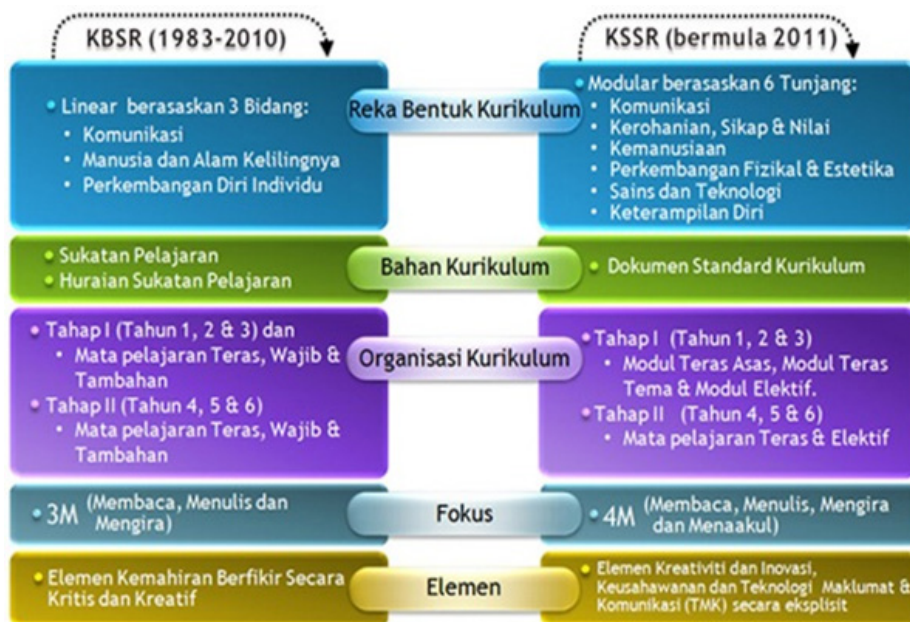 KBSR (1983-2010)
KSSR (bermula 2011)
• Linear berasaskan 3 Bidang:
• Komunikasi
• Manusia dan Alam Kelilingnya
• Perkembangan Diri Individu
Reka Bentuk Kurikulum
• Modular berasaskan 6 Tunjang:
• Komunikasi
• Kerohanian, Sikap & Nilai
• Kemanusiaan
• Perkembangan Fizikal & Estetika
• Sains dan Teknologi
• Keterampilan Diri
• Sukatan Pelajaran
• Huraian Sukatan Pelajaran
Bahan Kurikulum
• Dokumen Standard Kurikulum
• Tahap I (Tahun 1, 2 & 3) dan
• Mata pelajaran Teras, Wajib &
Tambahan
• Tahap II (Tahun 4, 5 & 6)
• Mata pelajaran Teras, Wajib &
Tambahan
Organisasi Kurikulum
• Tahap I (Tahun 1, 2 & 3)
• Modul Teras Asas, Modul Teras
Tema & Modul Elektif.
• Tahap II (Tahun 4, 5 & 6)
• Mata pelajaran Teras & Elektif
• 3M (Membaca, Menulis dan
Mengira)
Fokus
• 4M (Membaca, Menulis, Mengira
dan Menaakul)
• Elemen Kemahiran Berfikir Secara
Kritis dan Kreatif
Elemen
• Elemen Kreativiti dan Inovasi,
Keusahawanan dan Teknologi Maklumat &
Komunikasi (TMK) secara eksplisit